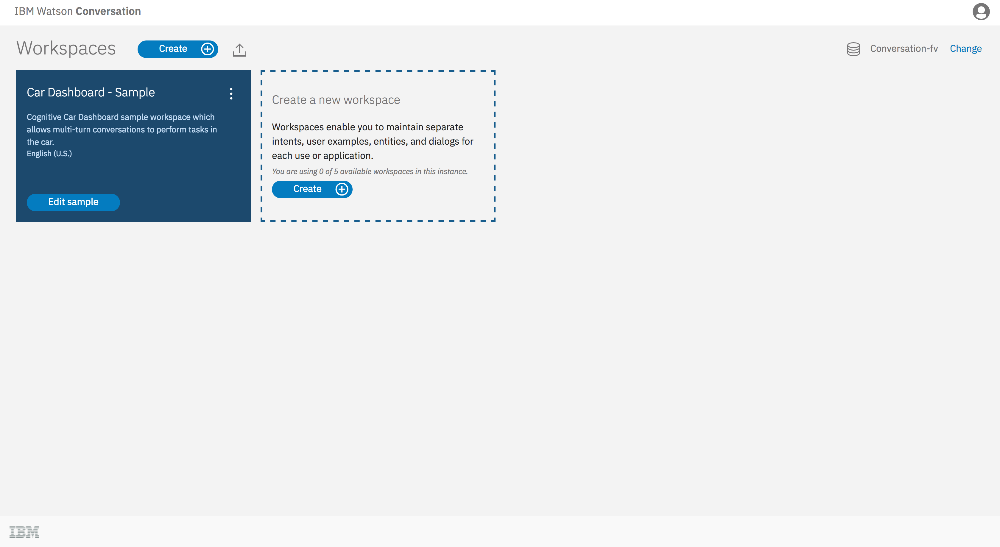 IBM Watson Conversation
Workspaces
Create
Conversation-fv
Change
Car Dashboard - Sample
Cognitive Car Dashboard sample workspace which
allows multi-turn conversations to perform tasks in
the car.
English (U.S.)
Edit sample
Create a new workspace
Workspaces enable you to maintain separate
intents, user examples, entities, and dialogs for
each use or application.
You are using 0 of 5 available workspaces in this instance.
Create
IBM